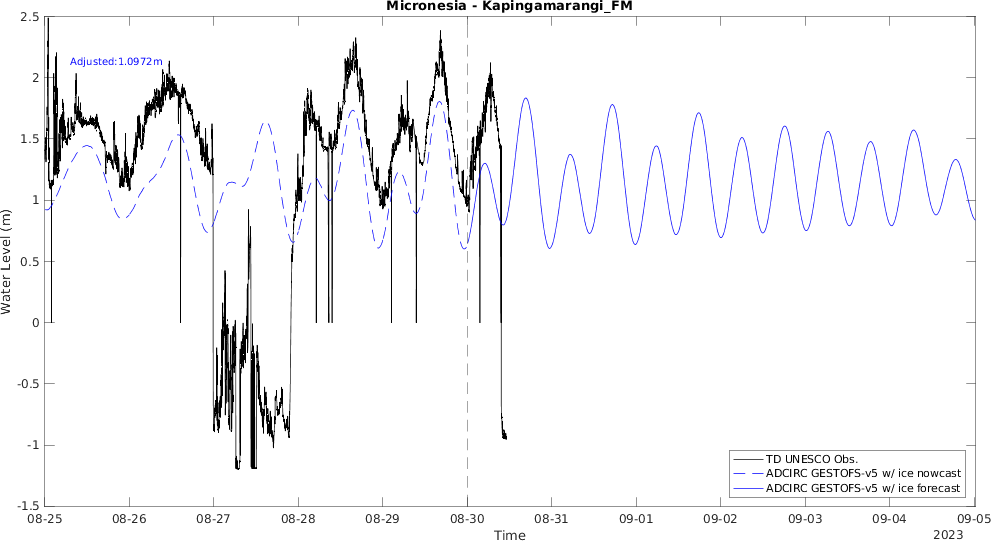 Micronesia - Kapingamarangi_FM
2.5
Adjusted:1.0972m
2
1.5
1
0.5
0
-0.5
-1
-1.5
Water Level (m)
TD UNESCO Obs.
ADCIRC GESTOFS-v5 w/ ice nowcast
ADCIRC GESTOFS-v5 w/ ice forecast
08-25 08-26 08-27 08-28 08-29 08-30 08-31 09-01 09-02 09-03 09-04 09-05
Time
2023